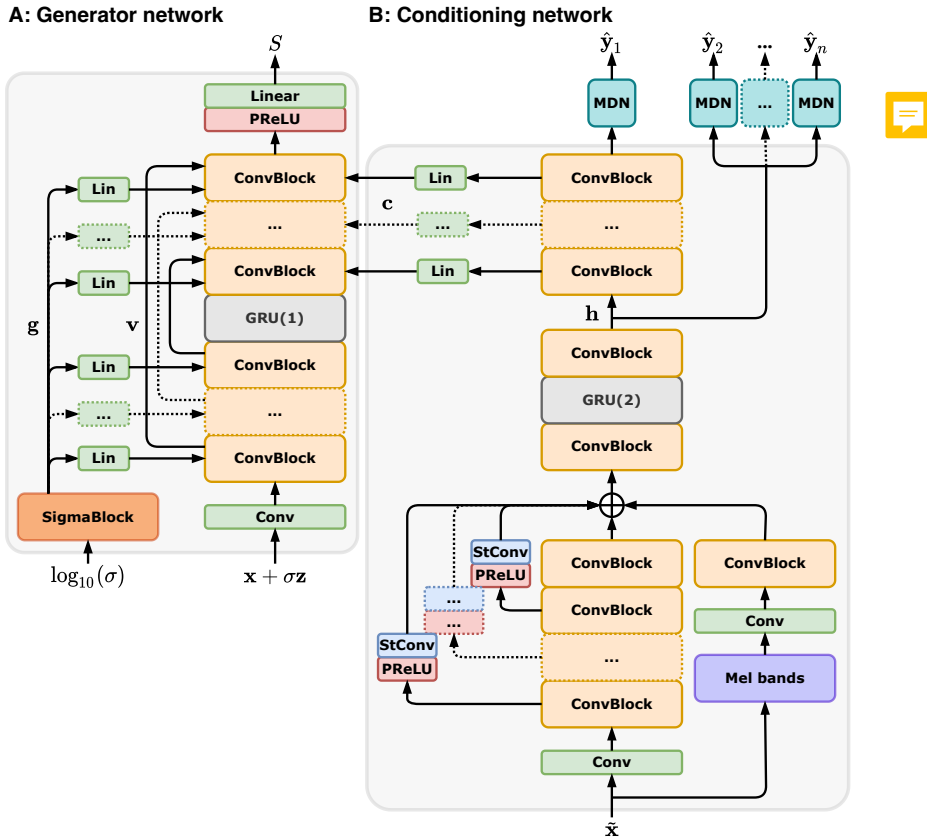 A: Generator network
S
Linear
PReLU
ConvBlock
...
ConvBlock
GRU(1)
ConvBlock
...
ConvBlock
Conv
x + σz
Lin
...
Lin
Lin
...
Lin
g
v
SigmaBlock
log₁₀(σ)
B: Conditioning network
ŷ₁
ŷ₂
...
ŷₙ
MDN
MDN
...
MDN
ConvBlock
...
ConvBlock
Lin
c
...
Lin
h
ConvBlock
GRU(2)
ConvBlock
StConv
PReLU
...
...
StConv
PReLU
ConvBlock
ConvBlock
...
ConvBlock
Conv
ConvBlock
Conv
Mel bands
x̃